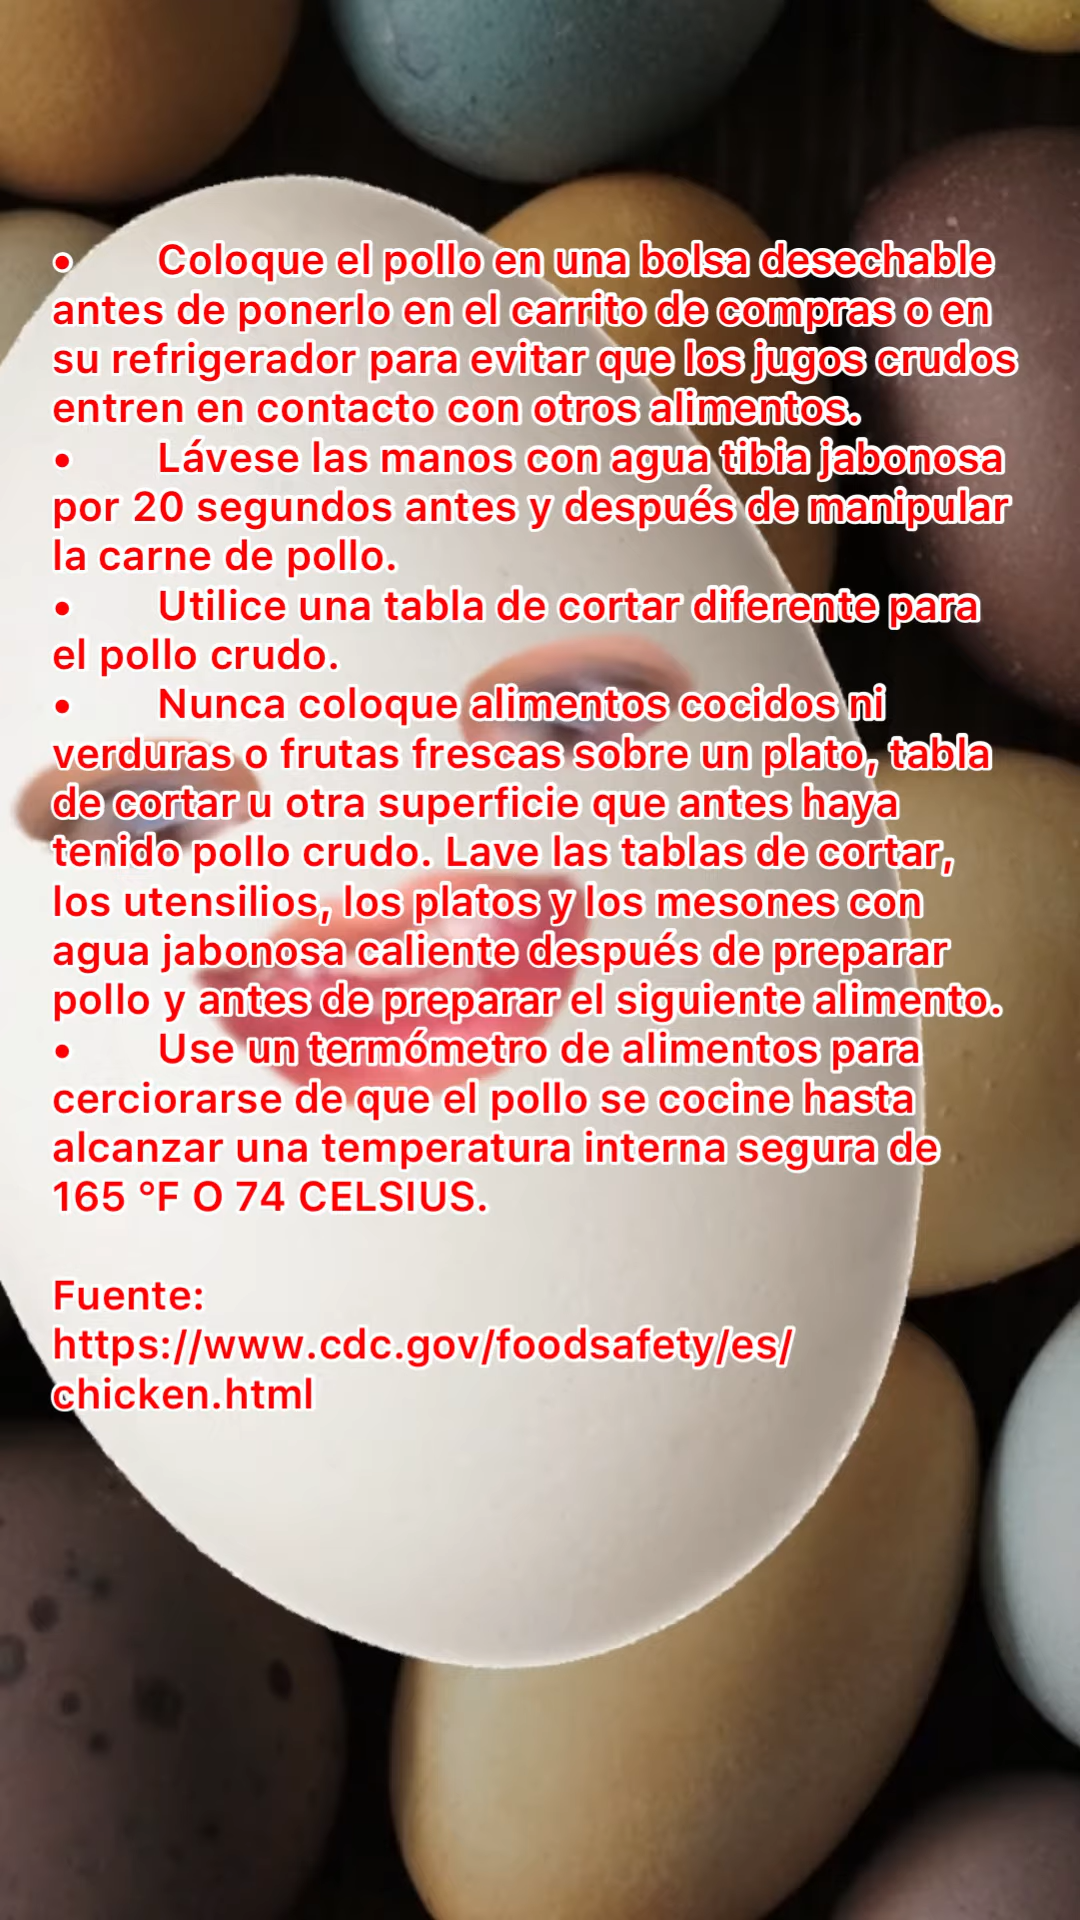 •	Coloque el pollo en una bolsa desechable
antes de ponerlo en el carrito de compras o en
su refrigerador para evitar que los jugos crudos
entren en contacto con otros alimentos.
•	Lávese las manos con agua tibia jabonosa
por 20 segundos antes y después de manipular
la carne de pollo.
•	Utilice una tabla de cortar diferente para
el pollo crudo.
•	Nunca coloque alimentos cocidos ni
verduras o frutas frescas sobre un plato, tabla
de cortar u otra superficie que antes haya
tenido pollo crudo. Lave las tablas de cortar,
los utensilios, los platos y los mesones con
agua jabonosa caliente después de preparar
pollo y antes de preparar el siguiente alimento.
•	Use un termómetro de alimentos para
cerciorarse de que el pollo se cocine hasta
alcanzar una temperatura interna segura de
165 °F O 74 CELSIUS.

Fuente:
https://www.cdc.gov/foodsafety/es/
chicken.html